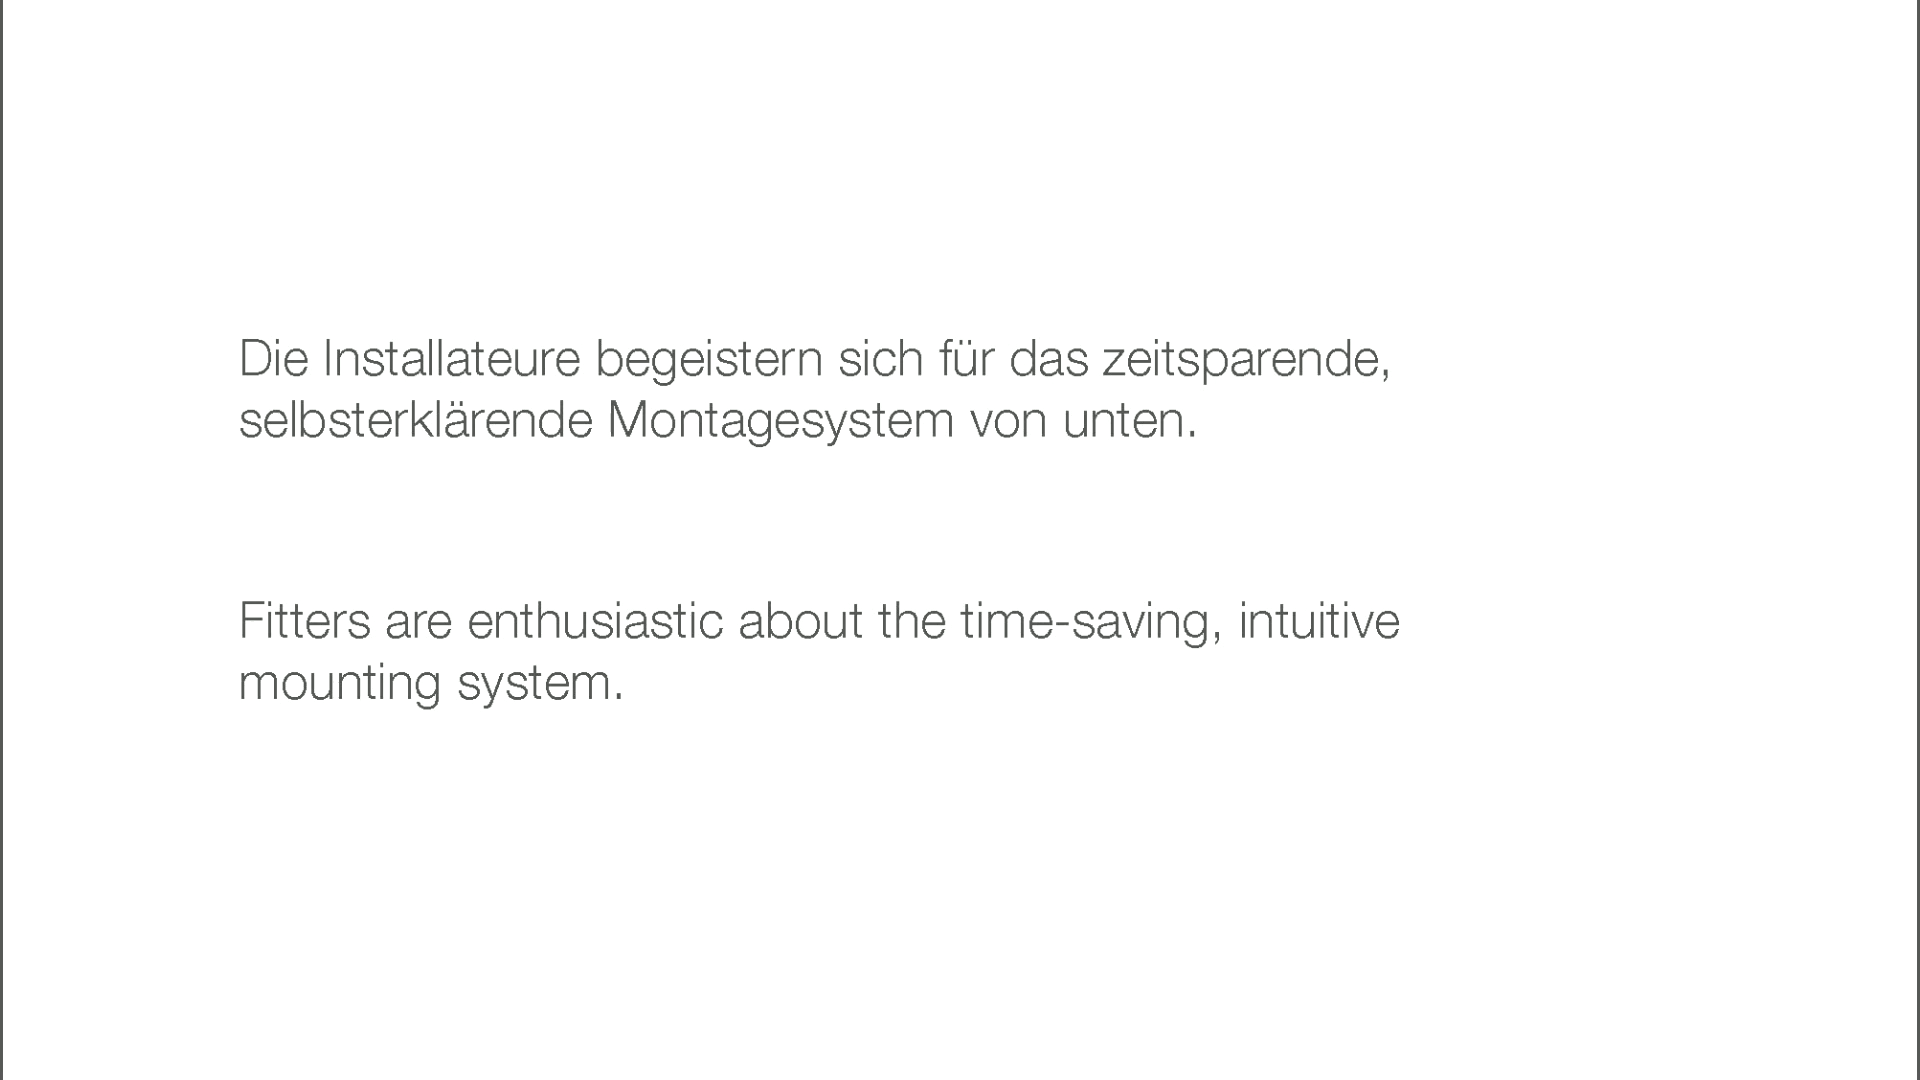 Die Installateure begeistern sich für das zeitsparende,
selbsterklärende Montagesystem von unten.
Fitters are enthusiastic about the time-saving, intuitive
mounting system.